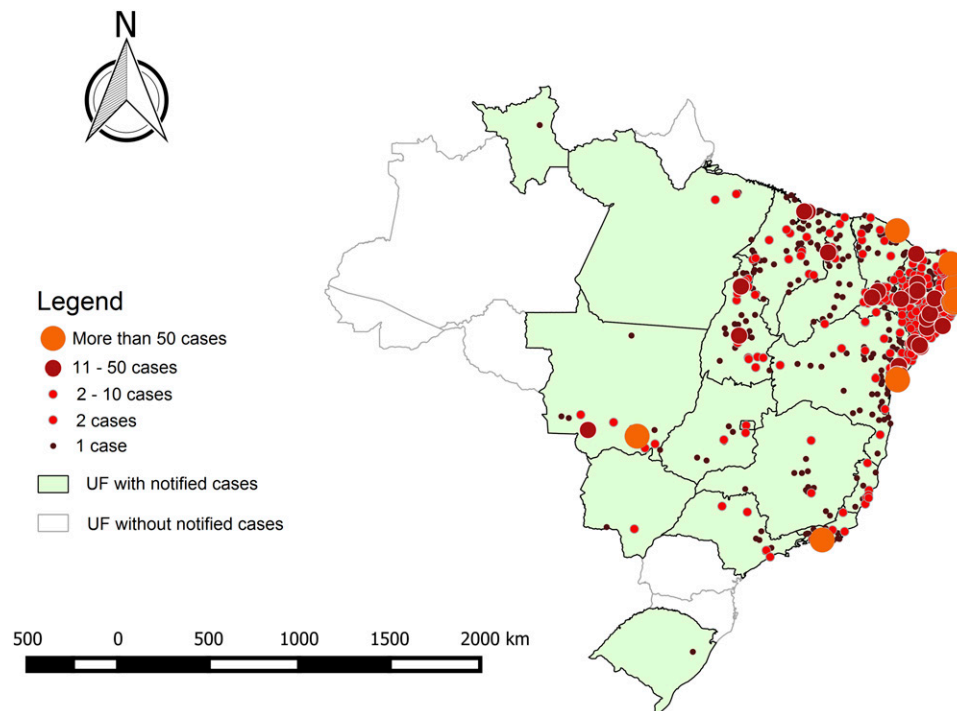 N
Legend
More than 50 cases
11 - 50 cases
2 - 10 cases
2 cases
1 case
UF with notified cases
UF without notified cases
500 0 500 1000 1500 2000 km